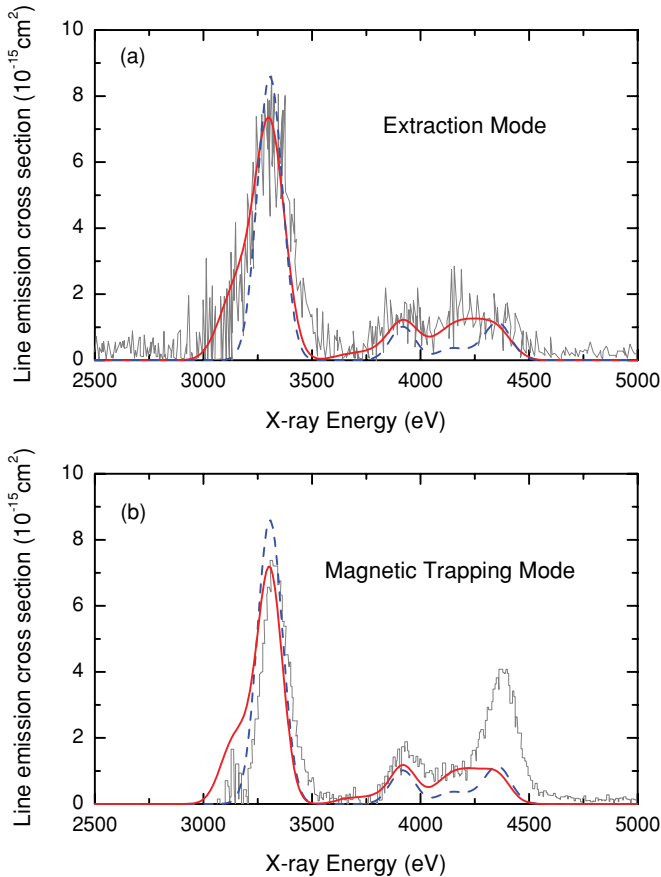 10
(a)
8
Extraction Mode
6
4
2
0
2500 3000 3500 4000 4500 5000
X-ray Energy (eV)
Line emission cross section (10⁻¹⁵cm²)
10
(b)
8
Magnetic Trapping Mode
6
4
2
0
2500 3000 3500 4000 4500 5000
X-ray Energy (eV)
Line emission cross section (10⁻¹⁵cm²)